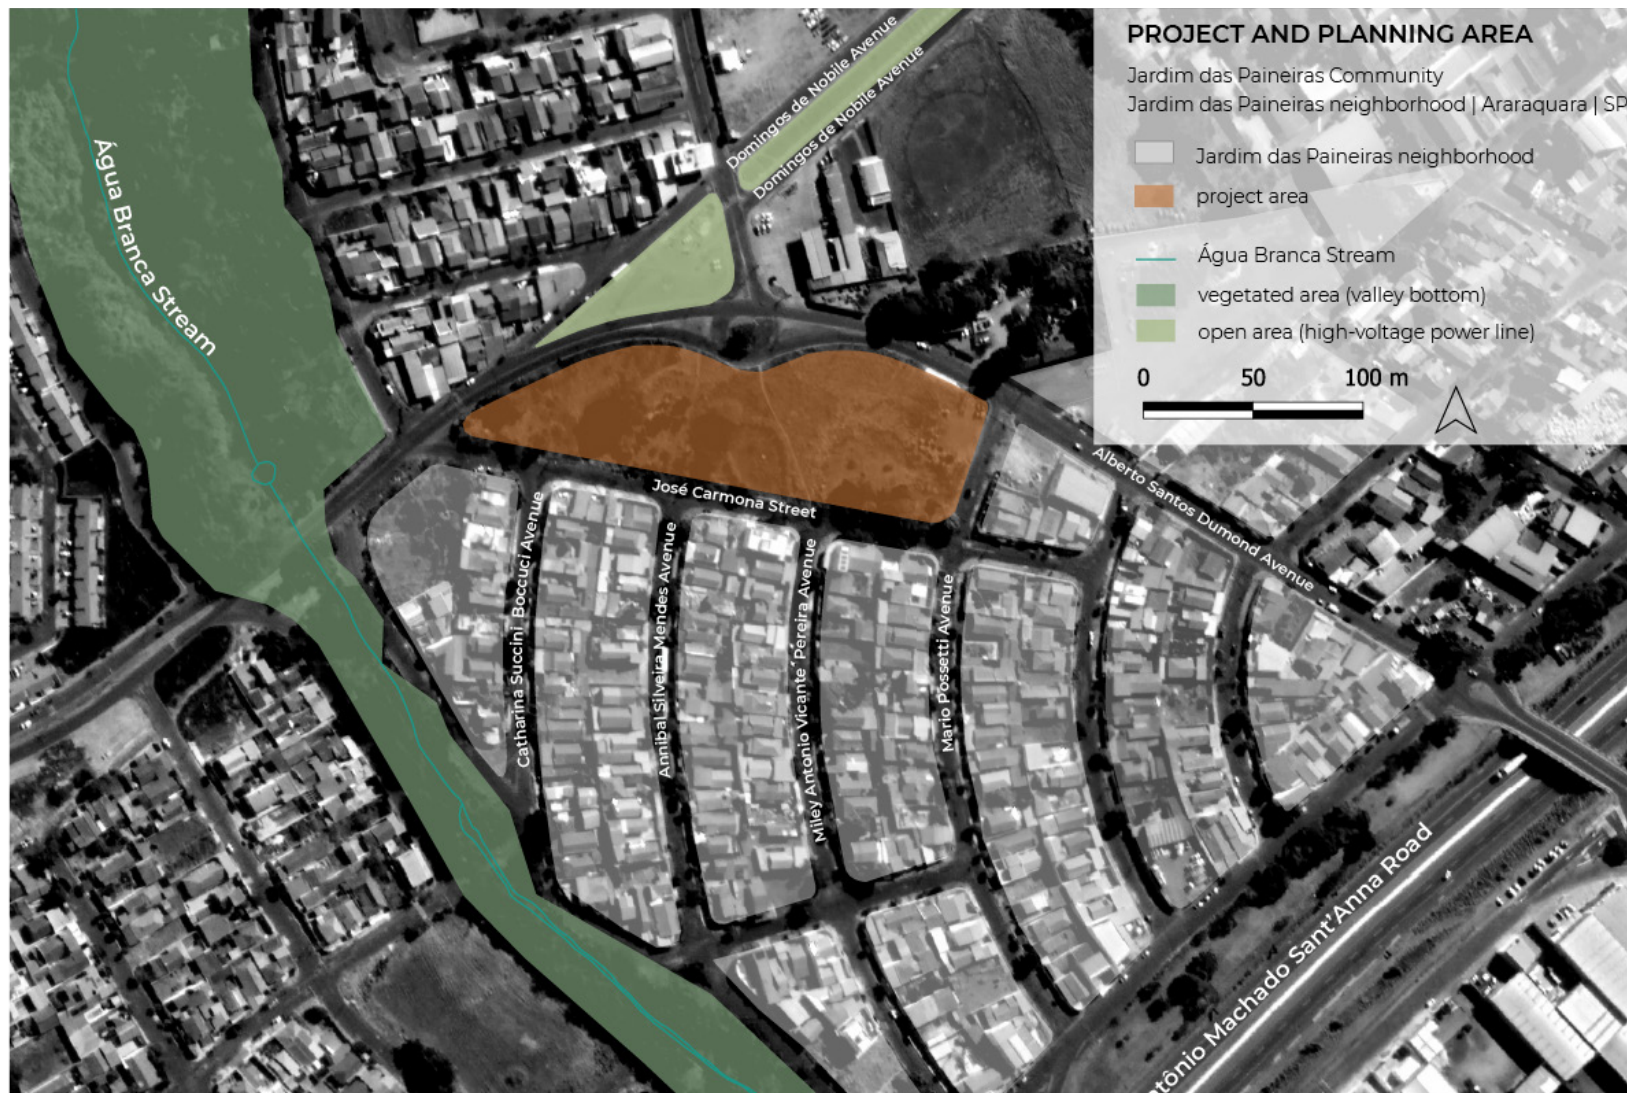 PROJECT AND PLANNING AREA
Jardim das Paineiras Community
Jardim das Paineiras neighborhood | Araraquara | SP
Jardim das Paineiras neighborhood
project area
Água Branca Stream
vegetated area (valley bottom)
open area (high-voltage power line)
0 50 100 m
Domingos de Nobile Avenue
Domingos de Nobile Avenue
Água Branca Stream
José Carmona Street
Alberto Santos Dumond Avenue
Catharina Succini Boccuci Avenue
Annibal Silveira Mendes Avenue
Miley Antonio Vicante Pereira Avenue
Mario Possetti Avenue
ntônio Machado Sant'Anna Road